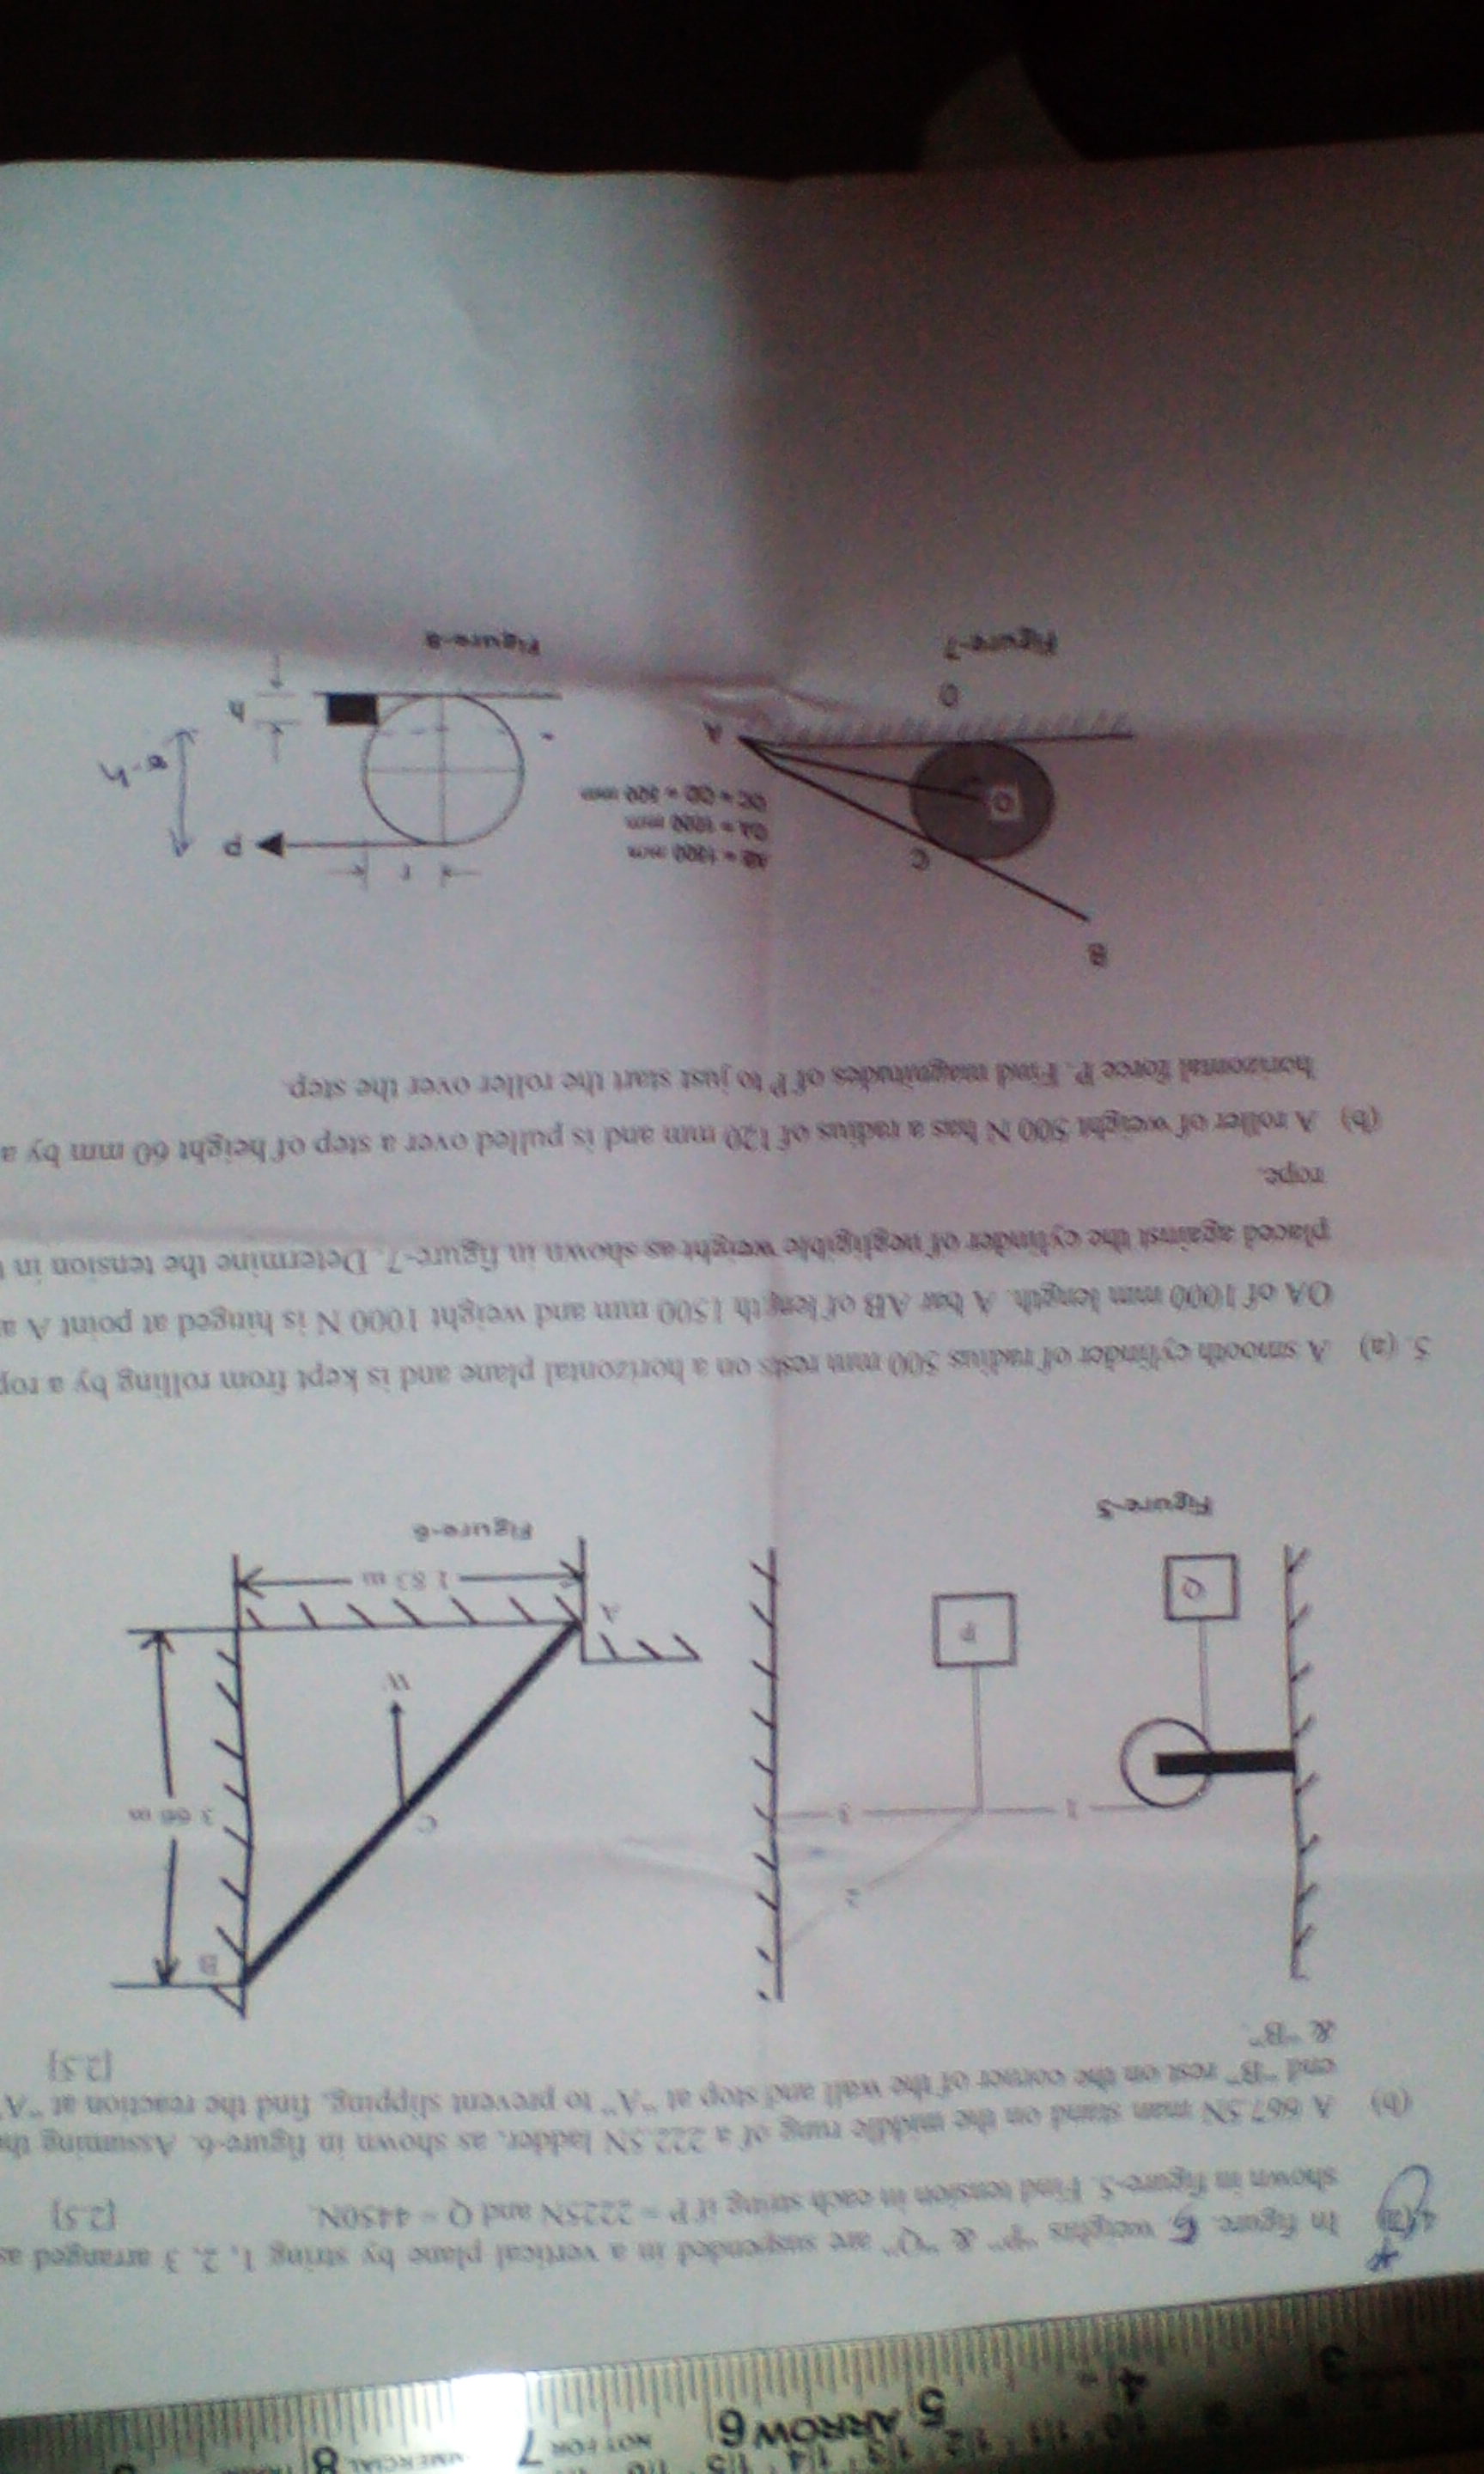 4(a) In figure. 5, weights "P" & "Q" are suspended in a vertical plane by string 1, 2, 3 arranged as
shown in figure-5. Find tension in each string if P = 2225N and Q = 4450N. [2.5]
(b) A 667.5N man stand on the middle rung of a 222.5N ladder, as shown in figure-6. Assuming the
end "B" rest on the corner of the wall and stop at "A" to prevent slipping, find the reaction at "A"
& "B". [2.5]
1
2
3
P
Q
Figure-5
B
C
W
A
3.66 m
1.83 m
Figure-6
5. (a) A smooth cylinder of radius 500 mm rests on a horizontal plane and is kept from rolling by a rop
OA of 1000 mm length. A bar AB of length 1500 mm and weight 1000 N is hinged at point A a
placed against the cylinder of negligible weight as shown in figure-7. Determine the tension in
rope.
(b) A roller of weight 500 N has a radius of 120 mm and is pulled over a step of height 60 mm by a
horizontal force P. Find magnitudes of P to just start the roller over the step.
B
C
O
A
D
AB = 1500 mm
OA = 1000 mm
OC = OD = 500 mm
Figure-7
r
P
h
Figure-8
3
4
5
ARROW
6
NOT FOR
7
8